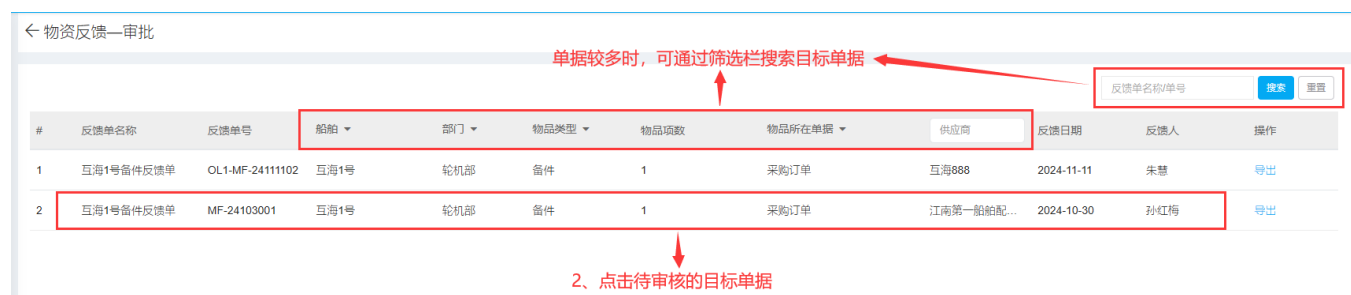 ← 物资反馈—审批
单据较多时，可通过筛选栏搜索目标单据
反馈单名称/单号 搜索 重置
# 反馈单名称 反馈单号 船舶 部门 物品类型 物品项数 物品所在单据 供应商 反馈日期 反馈人 操作
1 互海1号备件反馈单 OL1-MF-24111102 互海1号 轮机部 备件 1 采购订单 互海888 2024-11-11 朱慧 导出
2 互海1号备件反馈单 MF-24103001 互海1号 轮机部 备件 1 采购订单 江南第一船舶配... 2024-10-30 孙红梅 导出
2、点击待审核的目标单据